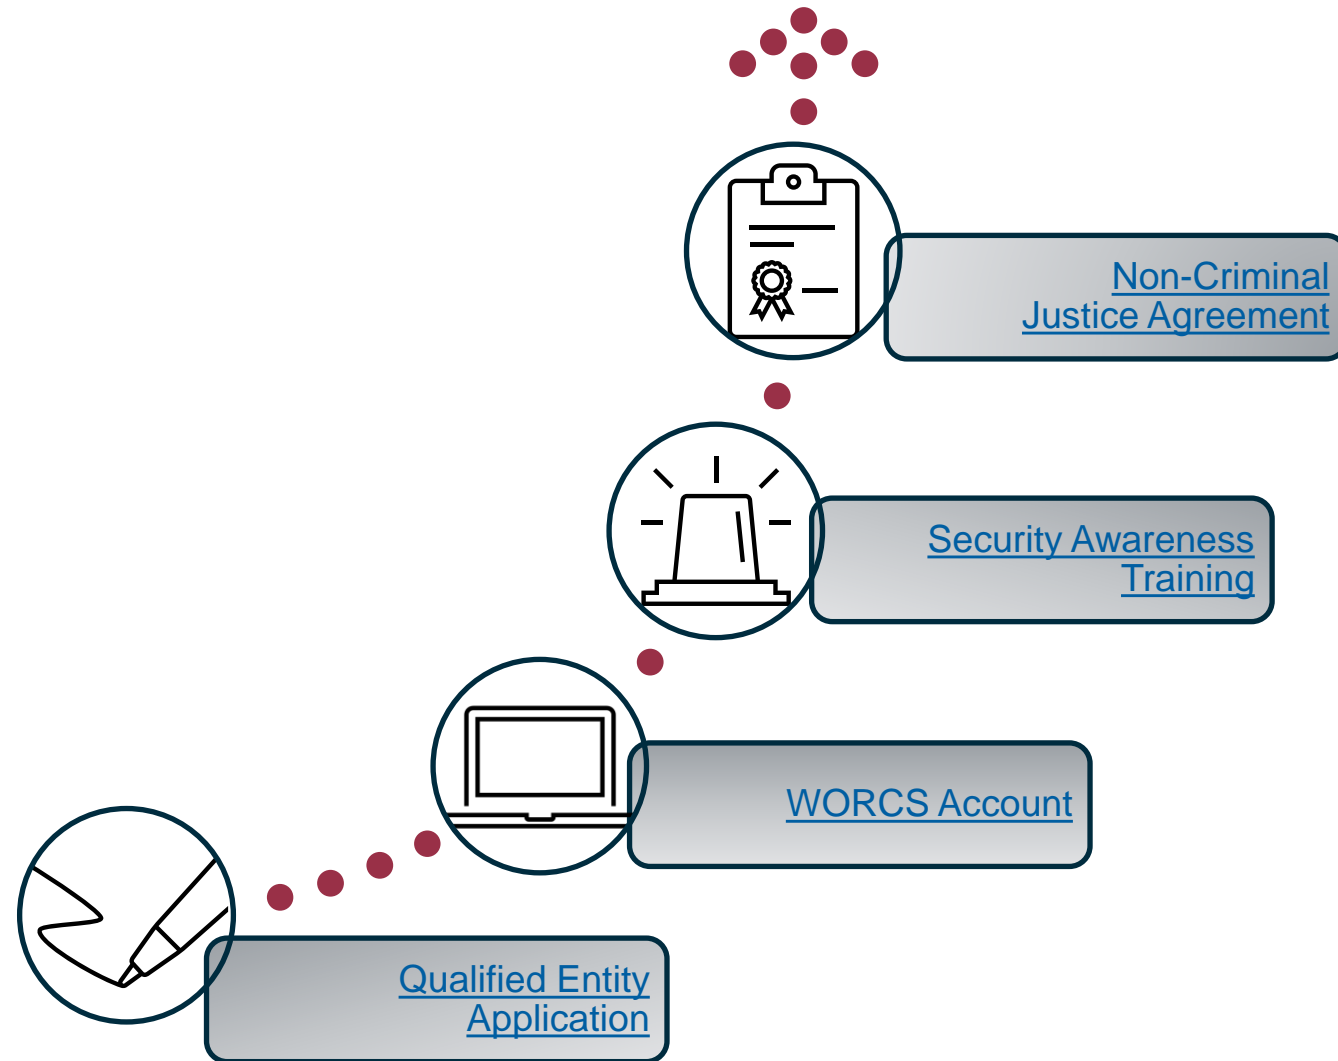 Non-Criminal
Justice Agreement
Security Awareness
Training
WORCS Account
Qualified Entity
Application